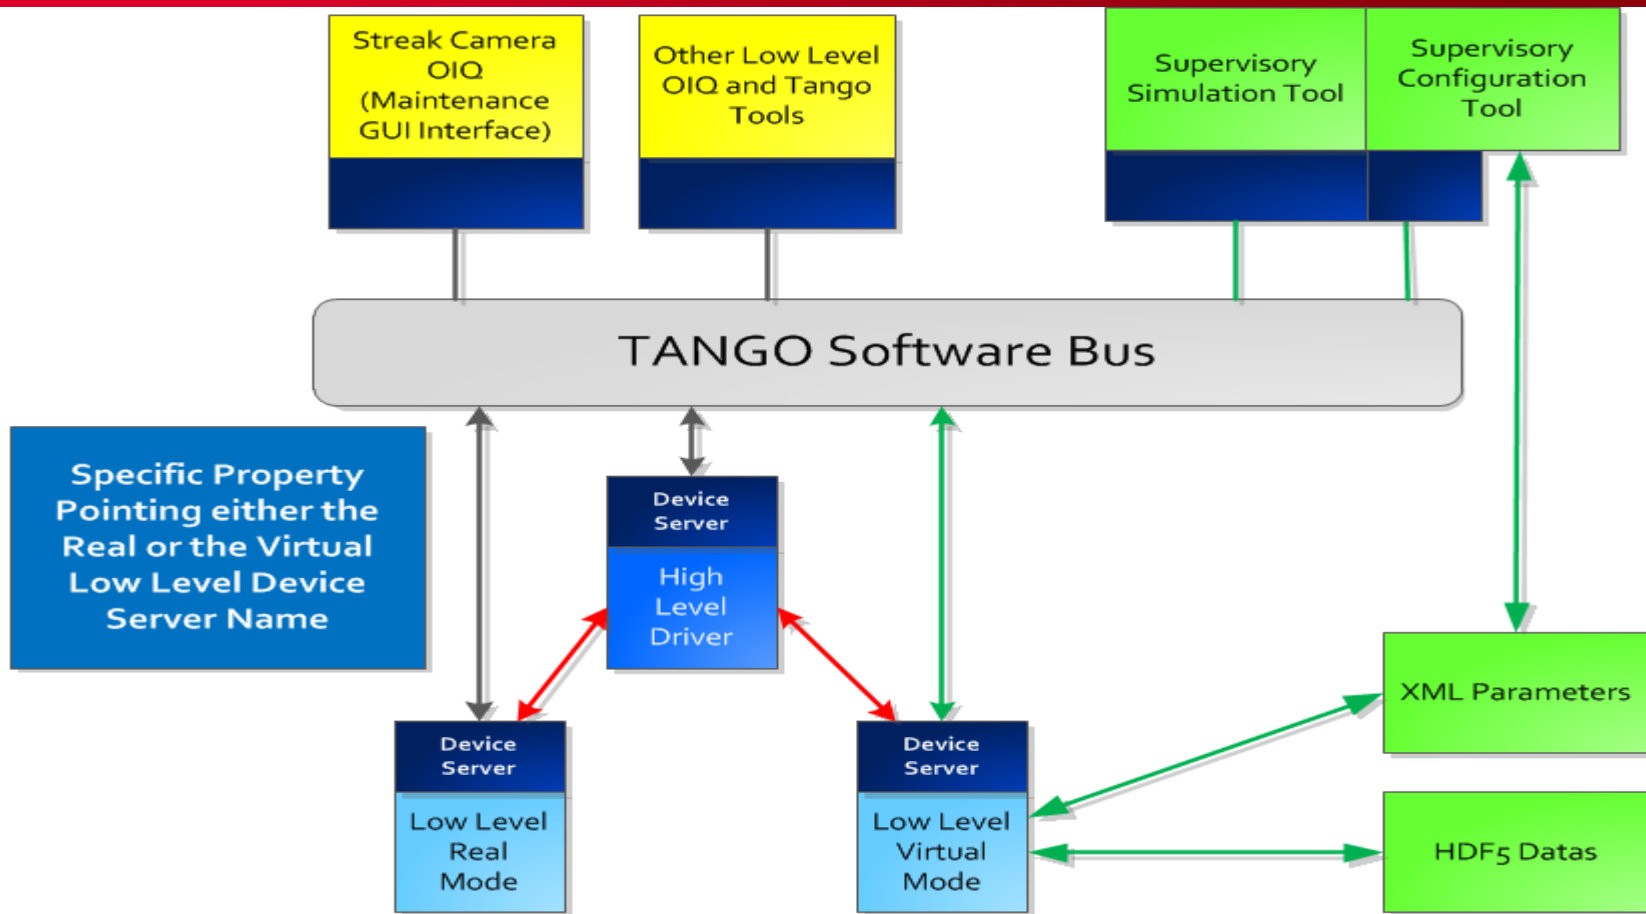 Streak Camera
OIQ
(Maintenance
GUI Interface)
Other Low Level
OIQ and Tango
Tools
Supervisory
Simulation Tool
Supervisory
Configuration
Tool
TANGO Software Bus
Specific Property
Pointing either the
Real or the Virtual
Low Level Device
Server Name
Device
Server
High
Level
Driver
Device
Server
Low Level
Real
Mode
Device
Server
Low Level
Virtual
Mode
XML Parameters
HDF5 Datas